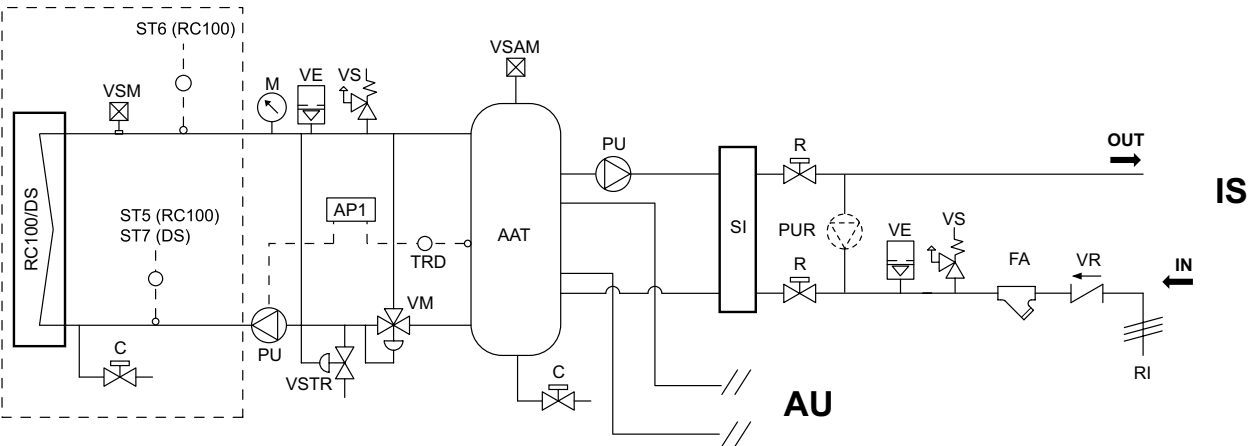 ST6 (RC100)
VSM
M
VE
VS
VSAM
PU
R
OUT
IS
RC100/DS
ST5 (RC100)
ST7 (DS)
AP1
TRD
AAT
SI
PUR
VE
VS
FA
VR
IN
R
VM
C
PU
VSTR
C
AU
RI